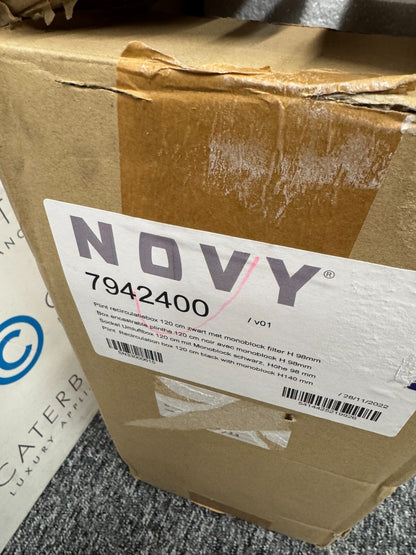 NOVY®
7942400 / v01
Plint recirculatiebox 120 cm zwart met monoblock filter H 98mm
Box encastrable plinthe 120 cm noir avec monoblock H 98mm
Sockel Umluftbox 120 cm mit Monoblock schwarz, Höhe 98 mm
Plint Recirculation box 120 cm black with monoblock H140 mm
/ 28/11/2022
5414425210926
CATERB
LUXURY APPLI